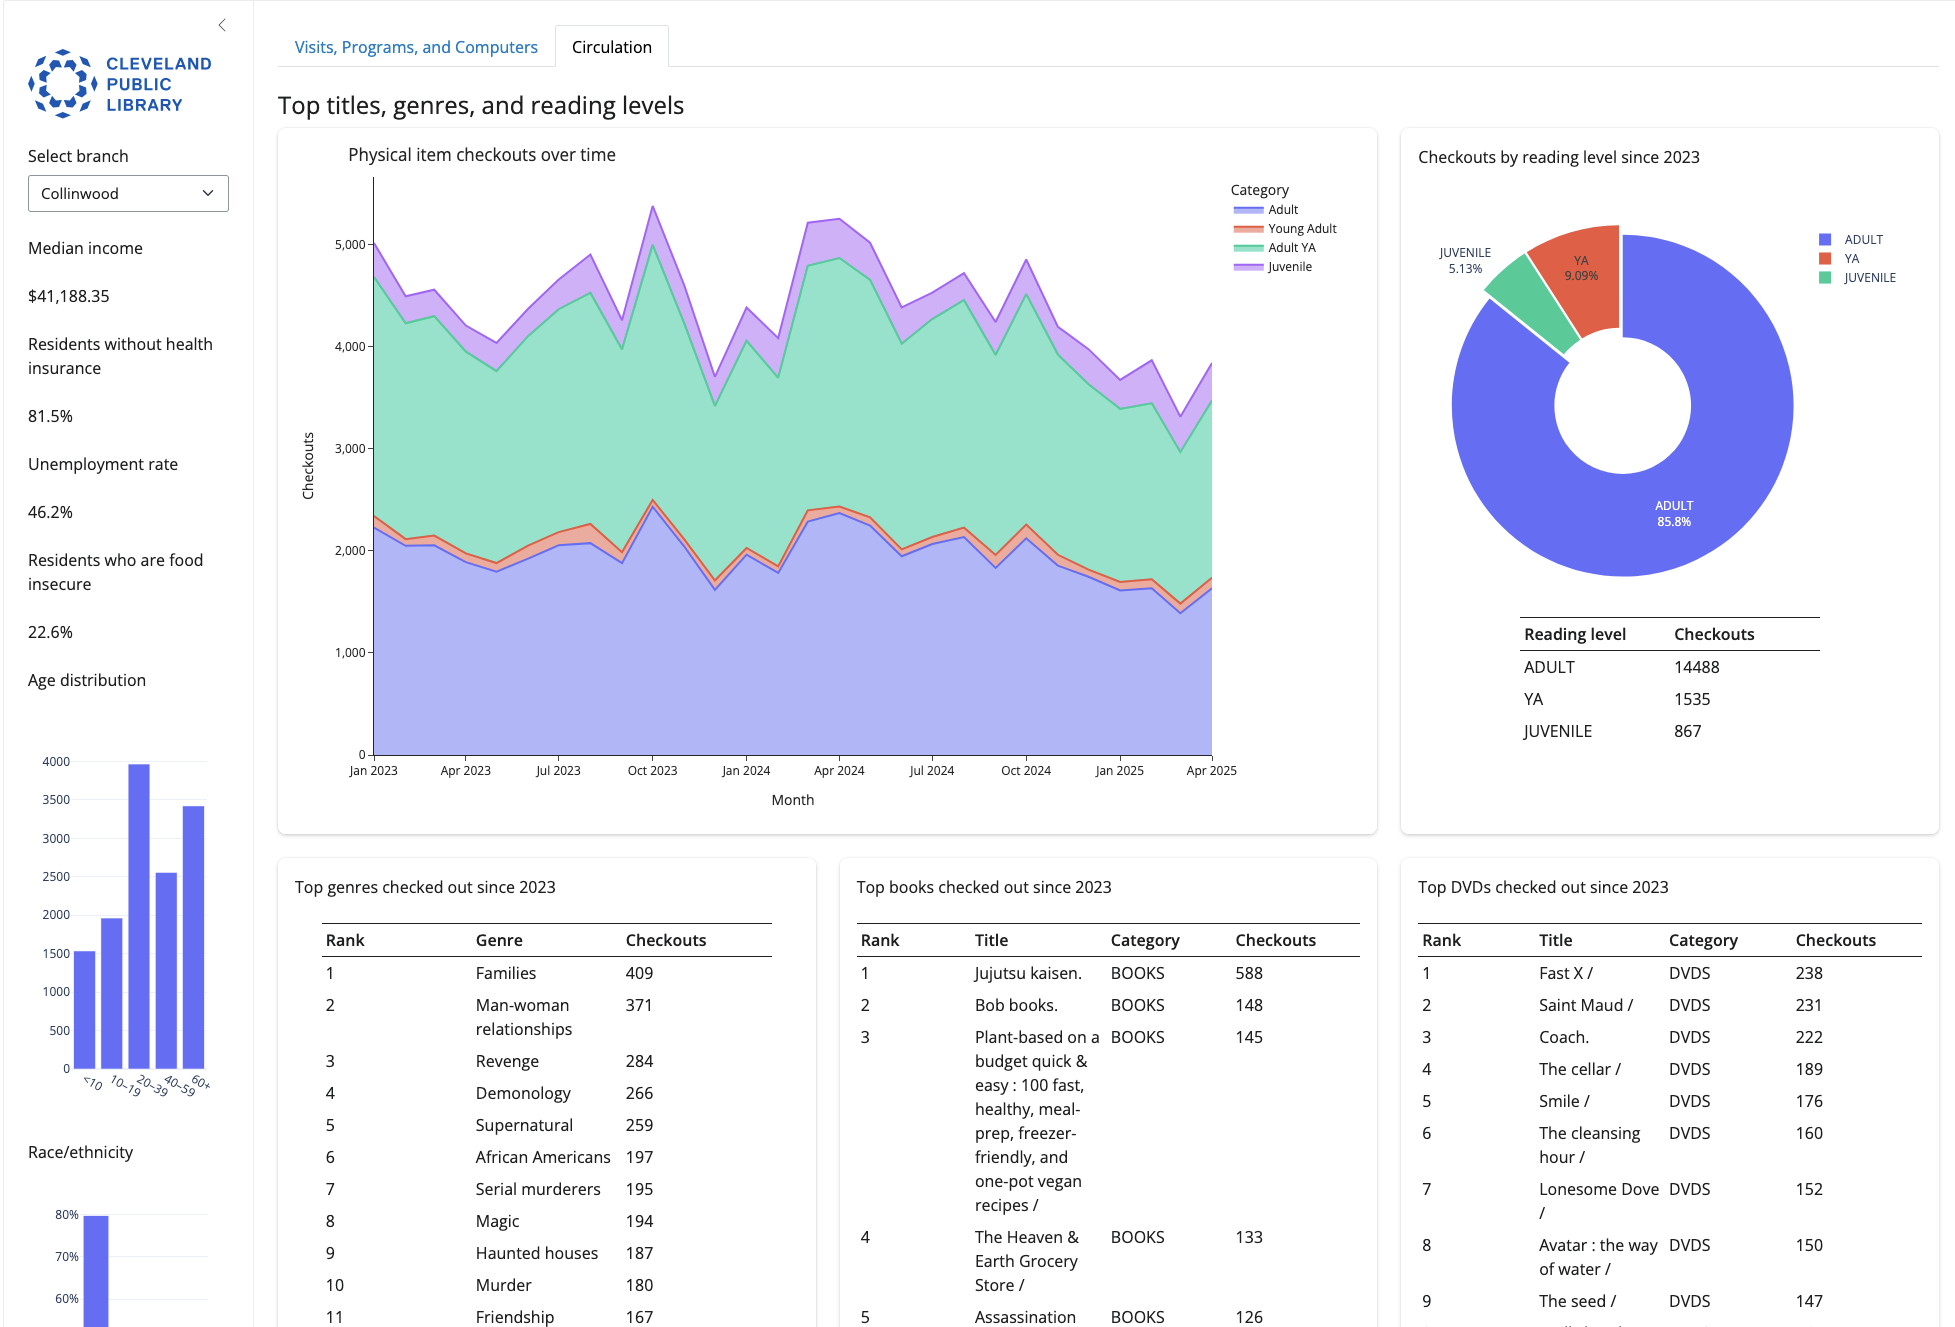 CLEVELAND
PUBLIC
LIBRARY
Select branch
Collinwood
Median income
$41,188.35
Residents without health
insurance
81.5%
Unemployment rate
46.2%
Residents who are food
insecure
22.6%
Age distribution
4000
3500
3000
2500
2000
1500
1000
500
0
<10
10–19
20–39
40–59
60+
Race/ethnicity
80%
70%
60%
Visits, Programs, and Computers
Circulation
Top titles, genres, and reading levels
Physical item checkouts over time
Category
Adult
Young Adult
Adult YA
Juvenile
5,000
4,000
3,000
2,000
1,000
0
Checkouts
Jan 2023
Apr 2023
Jul 2023
Oct 2023
Jan 2024
Apr 2024
Jul 2024
Oct 2024
Jan 2025
Apr 2025
Month
Checkouts by reading level since 2023
JUVENILE
5.13%
YA
9.09%
ADULT
85.8%
ADULT
YA
JUVENILE
Reading level Checkouts
ADULT 14488
YA 1535
JUVENILE 867
Top genres checked out since 2023
Rank Genre Checkouts
1 Families 409
2 Man-woman 371
relationships
3 Revenge 284
4 Demonology 266
5 Supernatural 259
6 African Americans 197
7 Serial murderers 195
8 Magic 194
9 Haunted houses 187
10 Murder 180
11 Friendship 167
Top books checked out since 2023
Rank Title Category Checkouts
1 Jujutsu kaisen. BOOKS 588
2 Bob books. BOOKS 148
3 Plant-based on a BOOKS 145
budget quick &
easy : 100 fast,
healthy, meal-
prep, freezer-
friendly, and
one-pot vegan
recipes /
4 The Heaven & BOOKS 133
Earth Grocery
Store /
5 Assassination BOOKS 126
Top DVDs checked out since 2023
Rank Title Category Checkouts
1 Fast X / DVDS 238
2 Saint Maud / DVDS 231
3 Coach. DVDS 222
4 The cellar / DVDS 189
5 Smile / DVDS 176
6 The cleansing DVDS 160
hour /
7 Lonesome Dove DVDS 152
/
8 Avatar : the way DVDS 150
of water /
9 The seed / DVDS 147